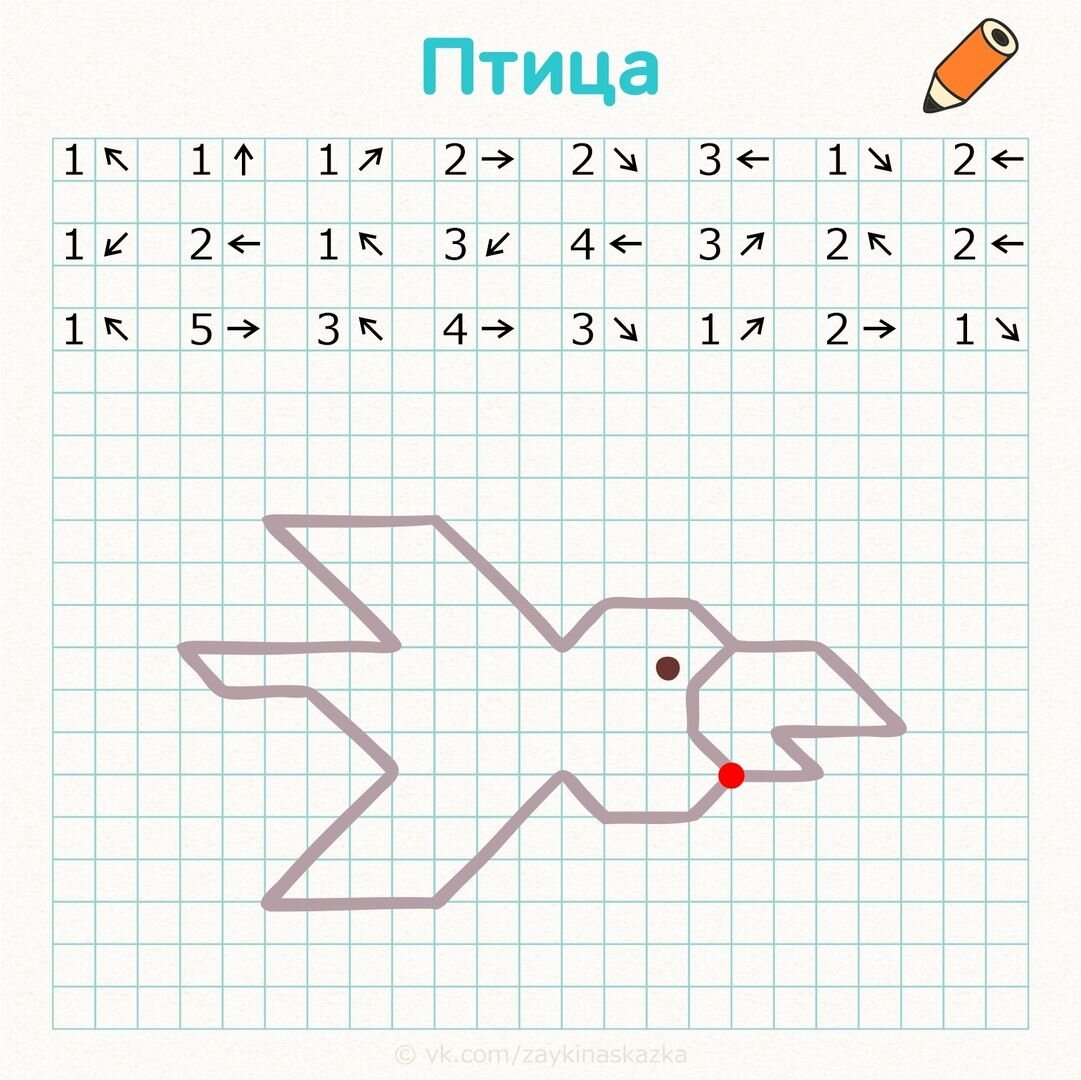 Птица
1 ↖ 1 ↑ 1 ↗ 2 → 2 ↘ 3 ← 1 ↘ 2 ←
1 ↙ 2 ← 1 ↖ 3 ↙ 4 ← 3 ↗ 2 ↖ 2 ←
1 ↖ 5 → 3 ↖ 4 → 3 ↘ 1 ↗ 2 → 1 ↘
© vk.com/zaykinaskazka